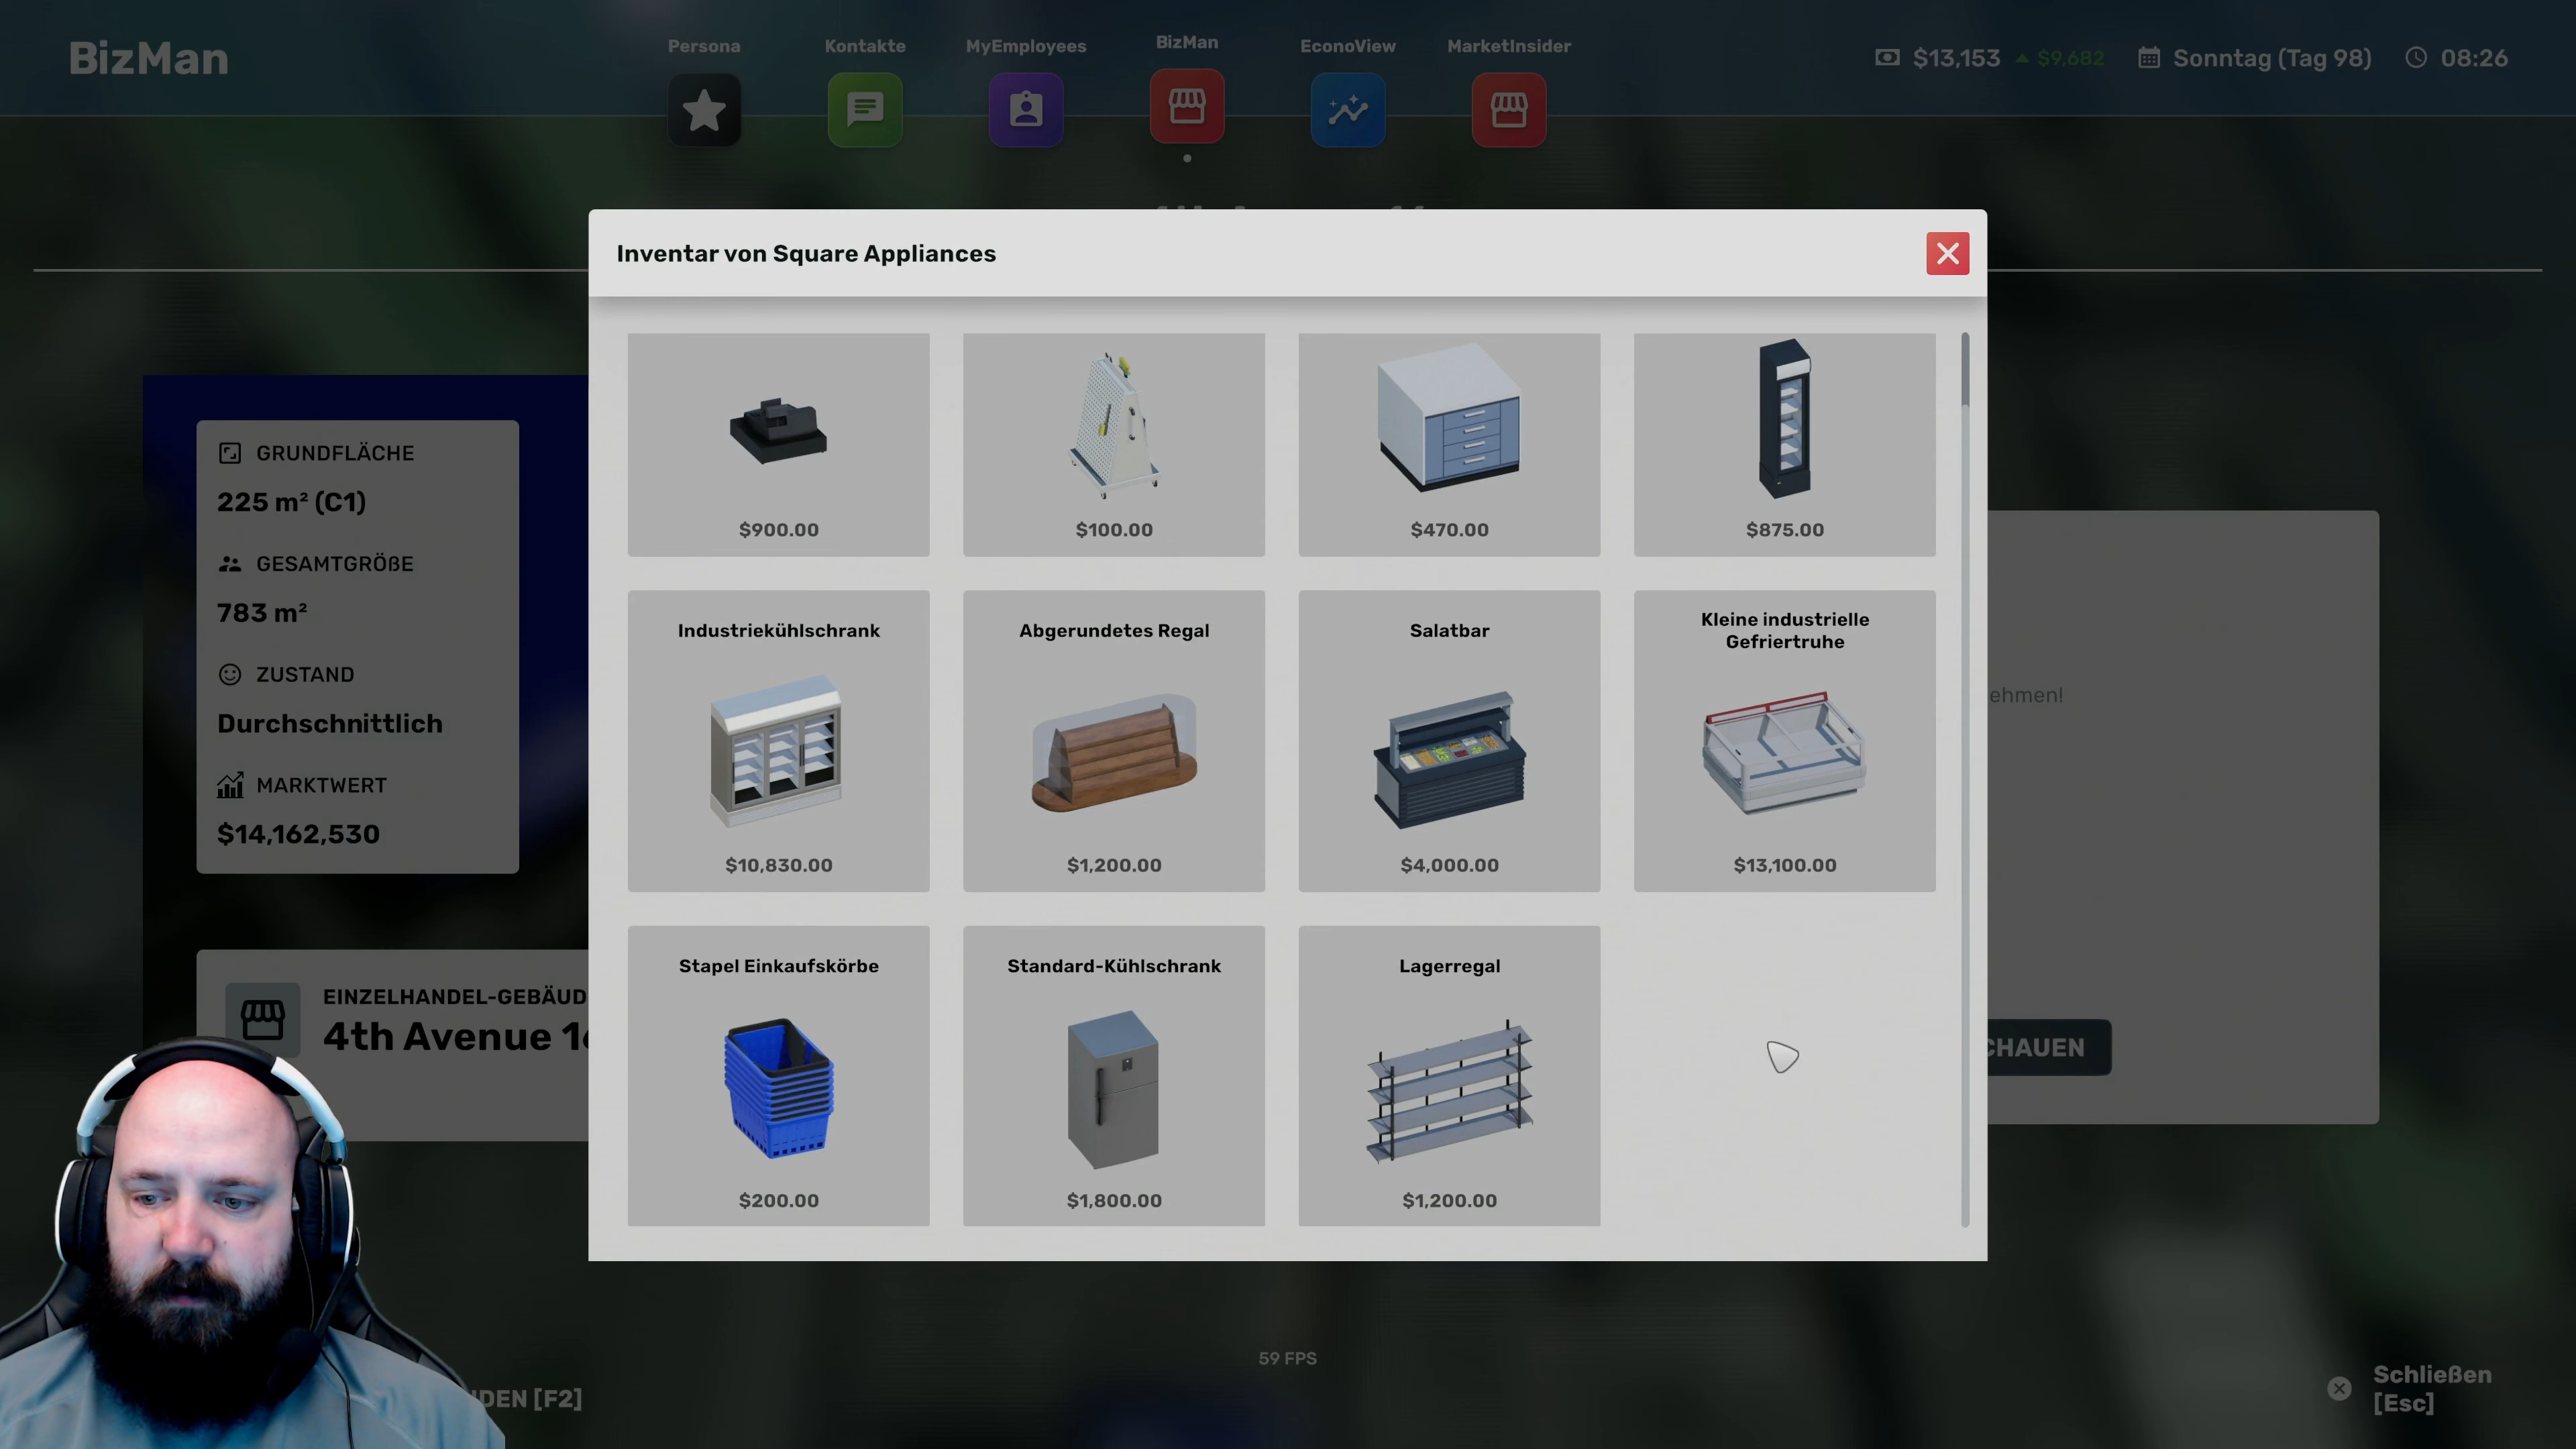 BizMan
Persona
Kontakte
MyEmployees
BizMan
EconoView
MarketInsider
$13,153
$9,682
Sonntag (Tag 98)
08:26
Inventar von Square Appliances
GRUNDFLÄCHE
225 m² (C1)
GESAMTGRÖßE
783 m²
ZUSTAND
Durchschnittlich
MARKTWERT
$14,162,530
EINZELHANDEL-GEBÄUD
4th Avenue
$900.00
$100.00
$470.00
$875.00
Industriekühlschrank
Abgerundetes Regal
Salatbar
Kleine industrielle
Gefriertruhe
$10,830.00
$1,200.00
$4,000.00
$13,100.00
Stapel Einkaufskörbe
Standard-Kühlschrank
Lagerregal
$200.00
$1,800.00
$1,200.00
ehmen!
CHAUEN
59 FPS
DEN [F2]
Schließen
[Esc]